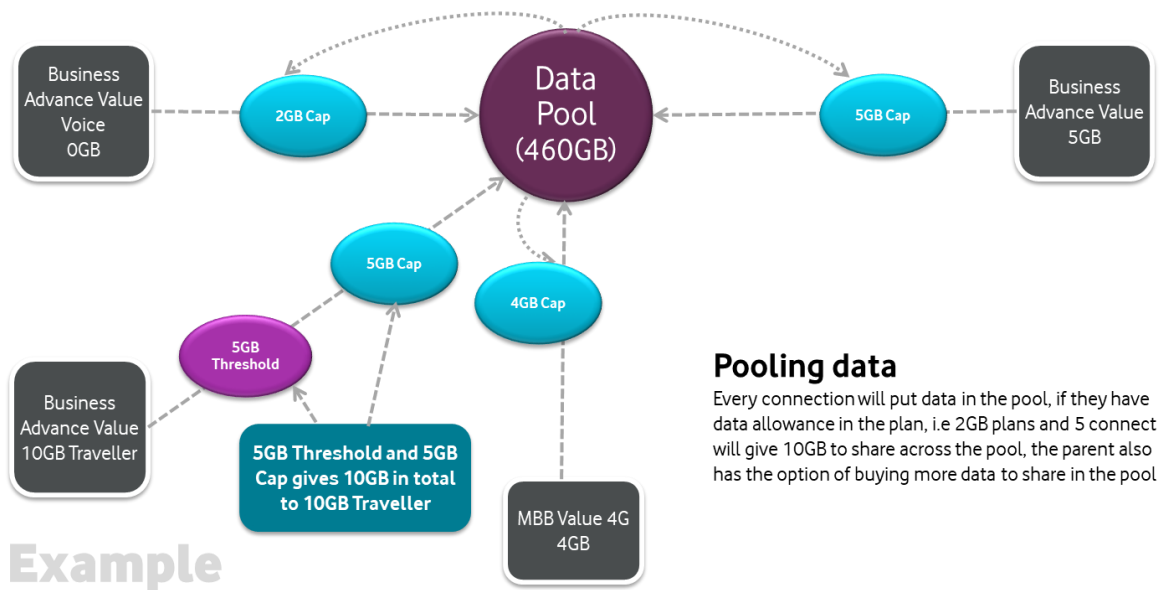 Business
Advance Value
Voice
0GB
2GB Cap
Data
Pool
(460GB)
5GB Cap
Business
Advance Value
5GB
5GB Cap
4GB Cap
5GB
Threshold
Business
Advance Value
10GB Traveller
5GB Threshold and 5GB
Cap gives 10GB in total
to 10GB Traveller
MBB Value 4G
4GB
Pooling data
Every connection will put data in the pool, if they have
data allowance in the plan, i.e 2GB plans and 5 connect
will give 10GB to share across the pool, the parent also
has the option of buying more data to share in the pool
Example